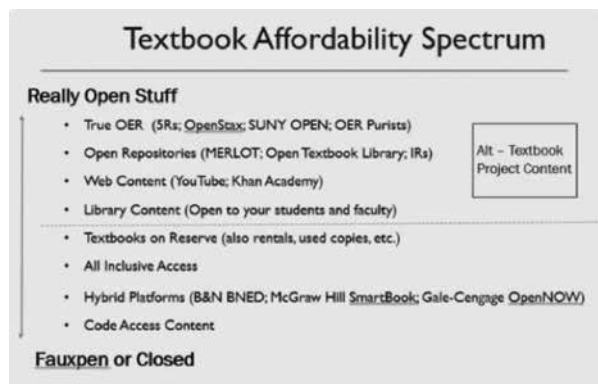 Textbook Affordability Spectrum
Really Open Stuff
• True OER (5Rs; OpenStax; SUNY OPEN; OER Purists)
• Open Repositories (MERLOT; Open Textbook Library; IRs)
Alt – Textbook
Project Content
• Web Content (YouTube; Khan Academy)
• Library Content (Open to your students and faculty)
• Textbooks on Reserve (also rentals, used copies, etc.)
• All Inclusive Access
• Hybrid Platforms (B&N BNED; McGraw Hill SmartBook; Gale-Cengage OpenNOW)
• Code Access Content
Fauxpen or Closed